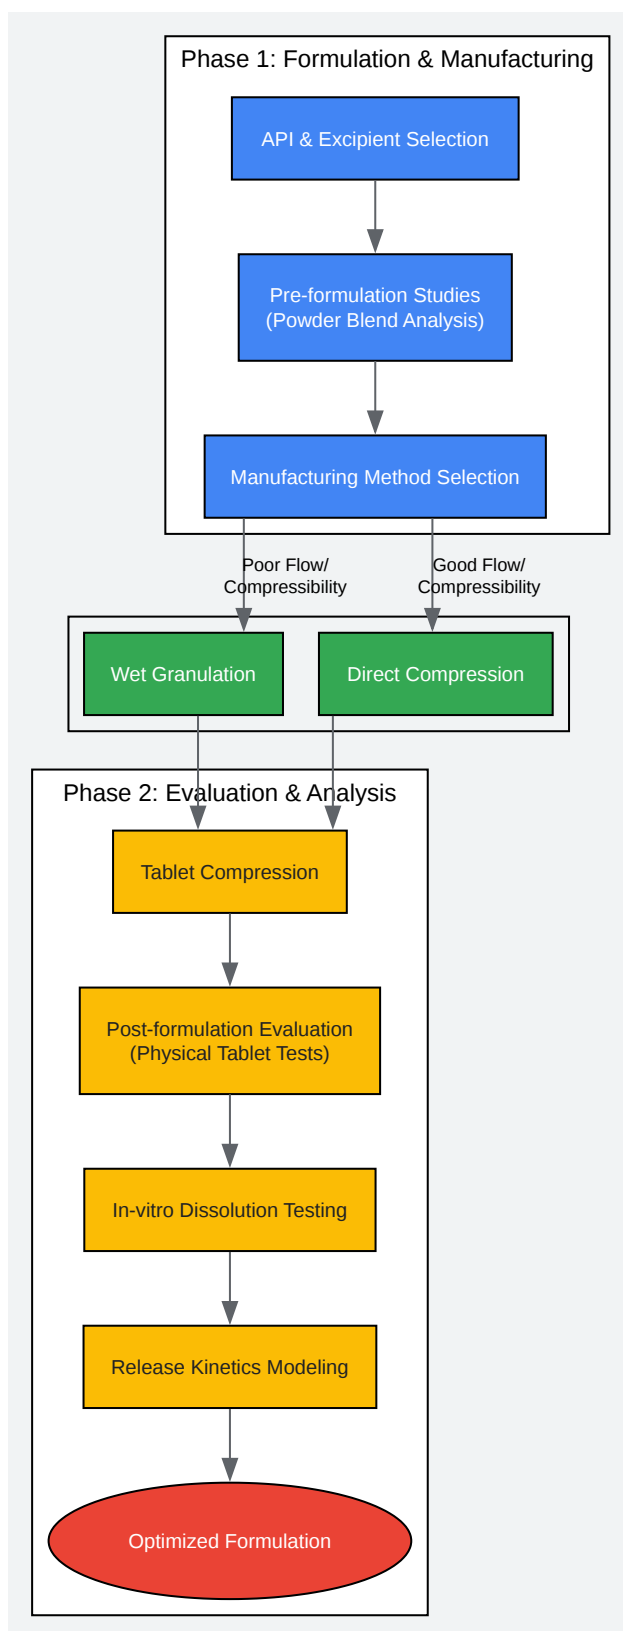 Phase 1: Formulation & Manufacturing
API & Excipient Selection
Pre-formulation Studies
(Powder Blend Analysis)
Manufacturing Method Selection
Poor Flow/
Compressibility
Good Flow/
Compressibility
Wet Granulation
Direct Compression
Phase 2: Evaluation & Analysis
Tablet Compression
Post-formulation Evaluation
(Physical Tablet Tests)
In-vitro Dissolution Testing
Release Kinetics Modeling
Optimized Formulation